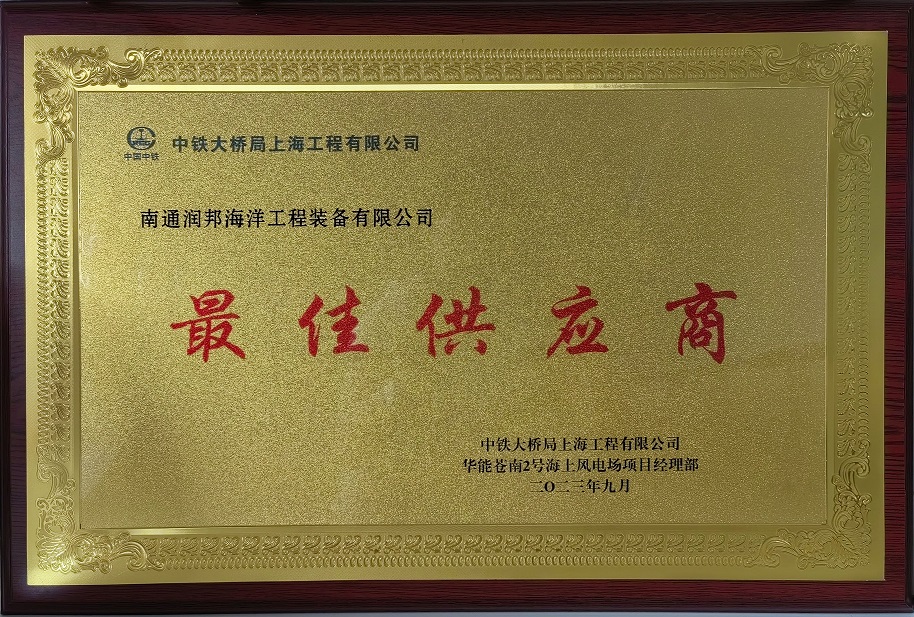 中国中铁
中铁大桥局上海工程有限公司
南通润邦海洋工程装备有限公司
最佳供应商
中铁大桥局上海工程有限公司
华能苍南2号海上风电场项目经理部
二〇二三年九月